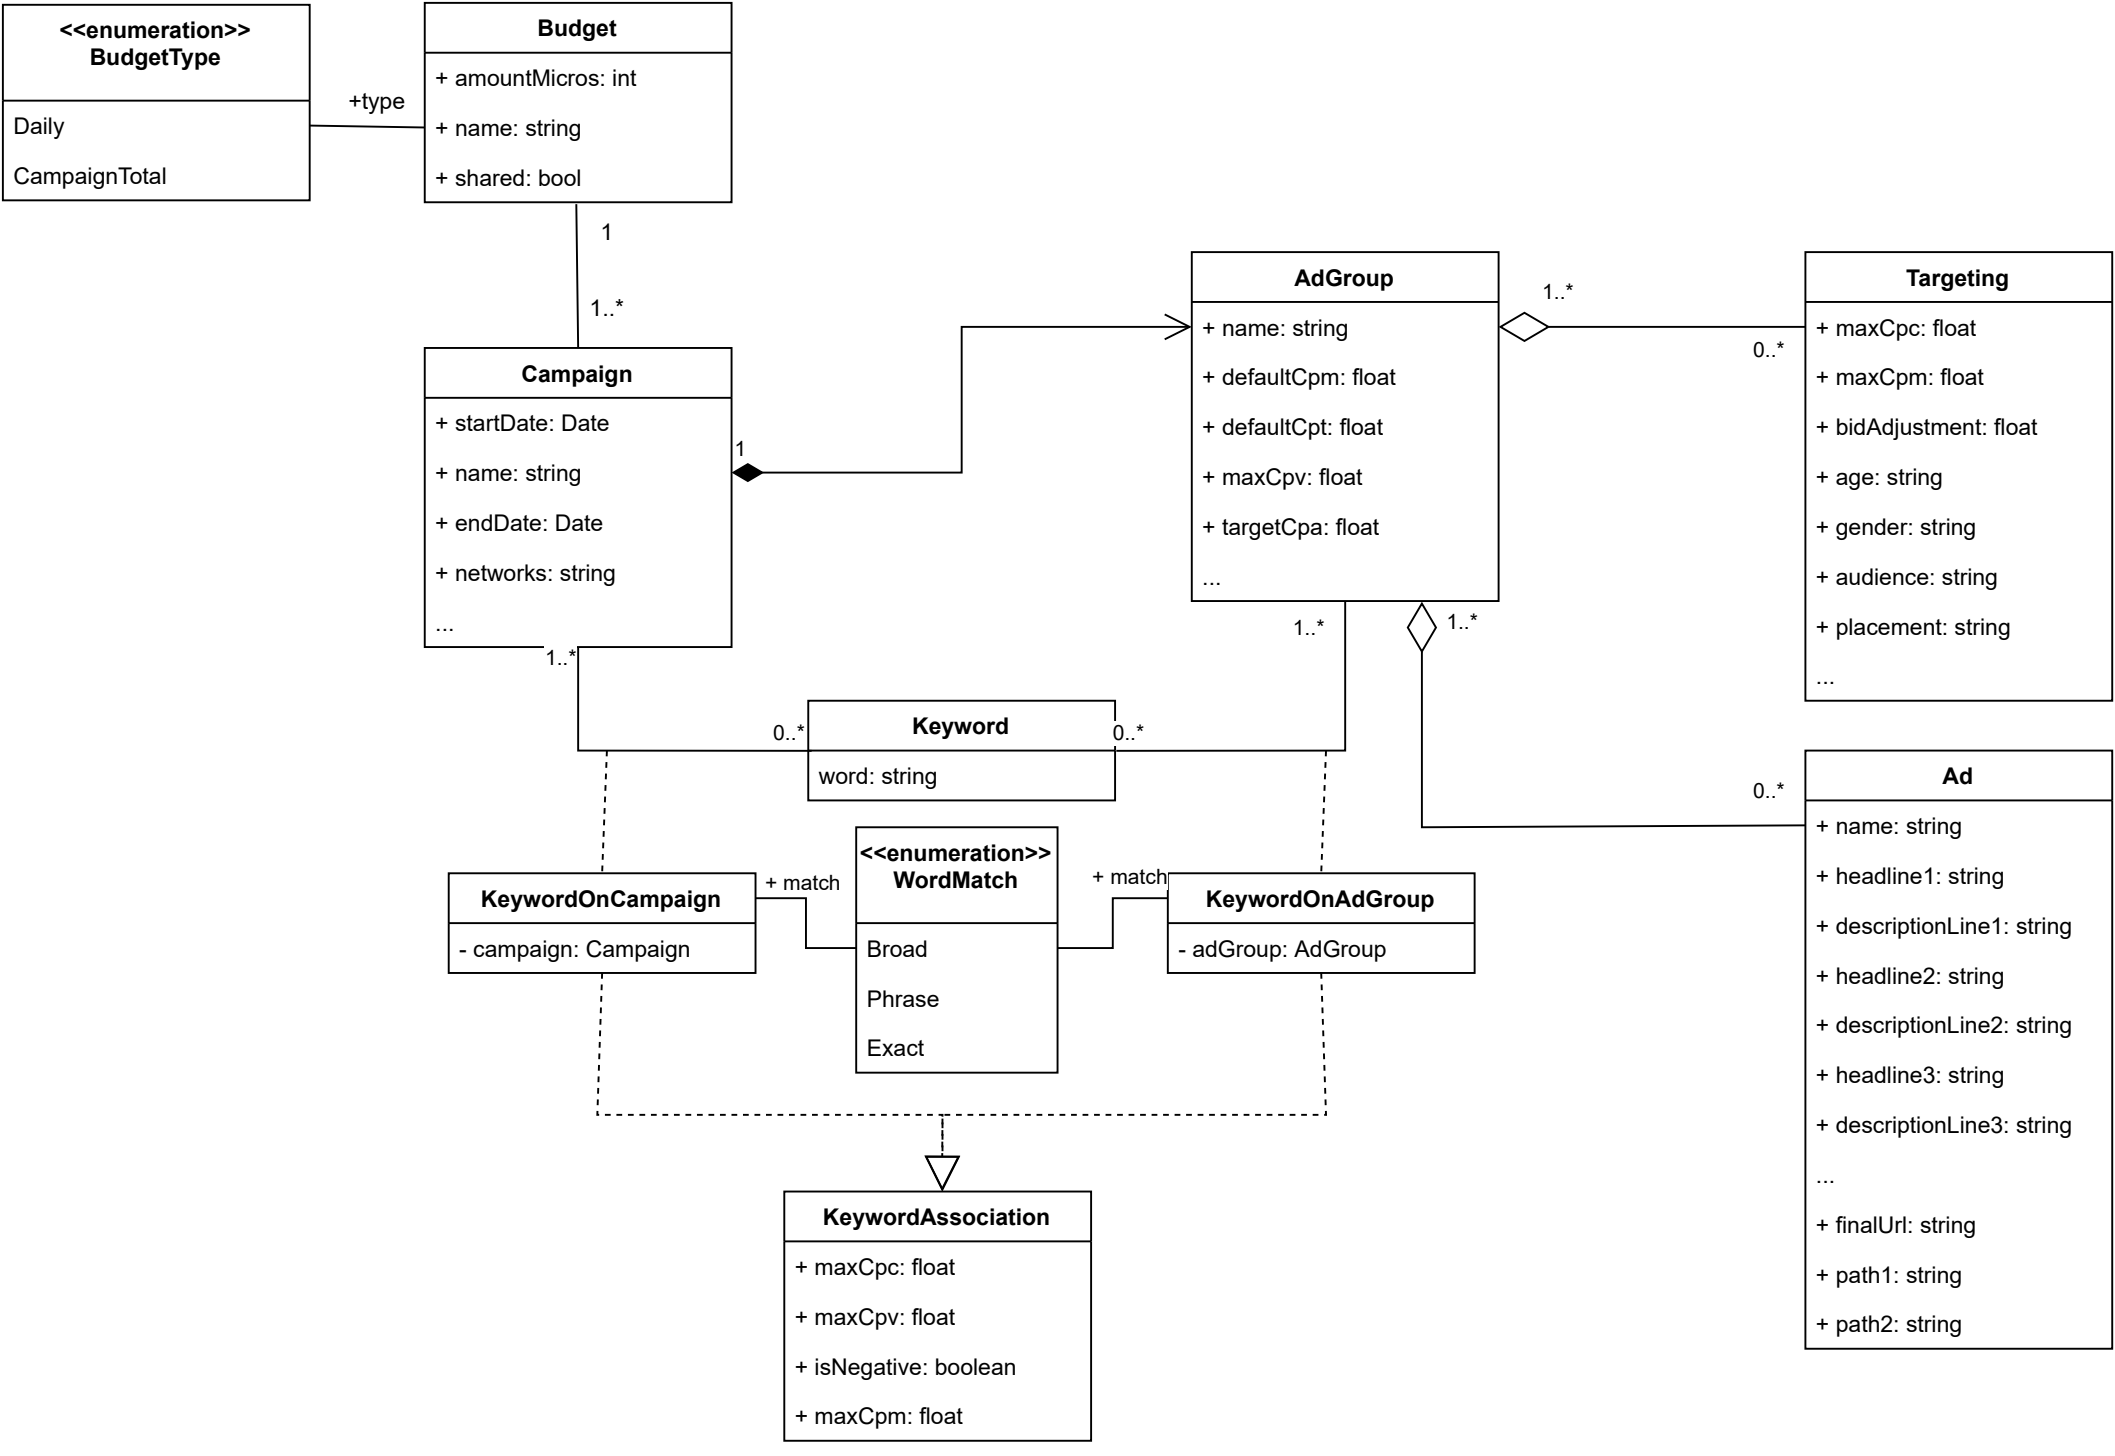 <<enumeration>>
BudgetType
Daily
CampaignTotal
+type
Budget
+ amountMicros: int
+ name: string
+ shared: bool
1
1..*
Campaign
+ startDate: Date
+ name: string
+ endDate: Date
+ networks: string
...
1
1..*
AdGroup
+ name: string
+ defaultCpm: float
+ defaultCpt: float
+ maxCpv: float
+ targetCpa: float
...
1..*
0..*
1..*
1..*
Targeting
+ maxCpc: float
+ maxCpm: float
+ bidAdjustment: float
+ age: string
+ gender: string
+ audience: string
+ placement: string
...
0..*
Keyword
0..*
word: string
0..*
Ad
+ name: string
+ headline1: string
+ descriptionLine1: string
+ headline2: string
+ descriptionLine2: string
+ headline3: string
+ descriptionLine3: string
...
+ finalUrl: string
+ path1: string
+ path2: string
KeywordOnCampaign
- campaign: Campaign
+ match
<<enumeration>>
WordMatch
Broad
Phrase
Exact
+ match
KeywordOnAdGroup
- adGroup: AdGroup
KeywordAssociation
+ maxCpc: float
+ maxCpv: float
+ isNegative: boolean
+ maxCpm: float